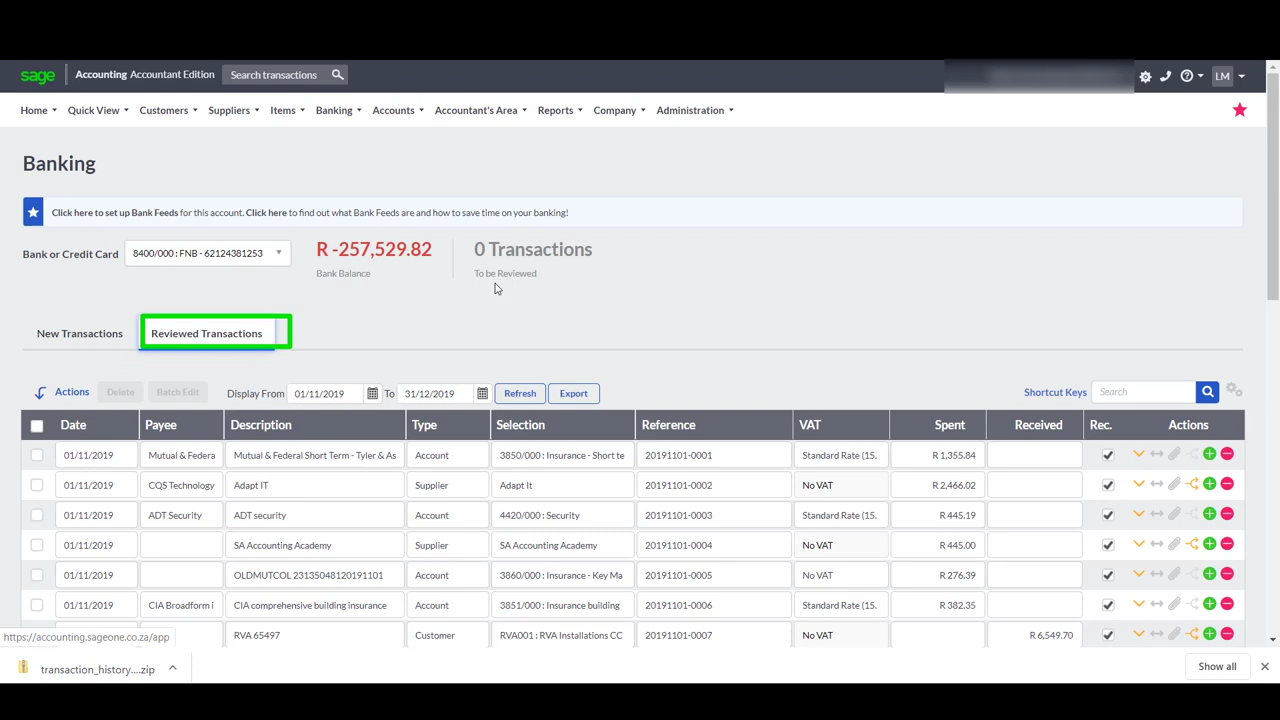 sage Accounting Accountant Edition Search transactions LM
Home Quick View Customers Suppliers Items Banking Accounts Accountant's Area Reports Company Administration
Banking
Click here to set up Bank Feeds for this account. Click here to find out what Bank Feeds are and how to save time on your banking!
Bank or Credit Card 8400/000 : FNB - 62124381253 R -257,529.82 0 Transactions
Bank Balance To be Reviewed
New Transactions Reviewed Transactions
Actions Delete Batch Edit Display From 01/11/2019 To 31/12/2019 Refresh Export Shortcut Keys Search
Date Payee Description Type Selection Reference VAT Spent Received Rec. Actions
01/11/2019 Mutual & Federa Mutual & Federal Short Term - Tyler & As Account 3850/000 : Insurance - Short te 20191101-0001 Standard Rate (15. R 1,355.84
01/11/2019 CQS Technology Adapt IT Supplier Adapt It 20191101-0002 No VAT R 2,466.02
01/11/2019 ADT Security ADT security Account 4420/000 : Security 20191101-0003 Standard Rate (15. R 445.19
01/11/2019 SA Accounting Academy Supplier SA Accounting Academy 20191101-0004 No VAT R 445.00
01/11/2019 OLDMUTCOL 23135048120191101 Account 3860/000 : Insurance - Key Ma 20191101-0005 No VAT R 276.39
01/11/2019 CIA Broadform i CIA comprehensive building insurance Account 3851/000 : Insurance building 20191101-0006 Standard Rate (15. R 382.35
RVA 65497 Customer RVA001 : RVA Installations CC 20191101-0007 No VAT R 6,549.70
https://accounting.sageone.co.za/app
transaction_history....zip Show all